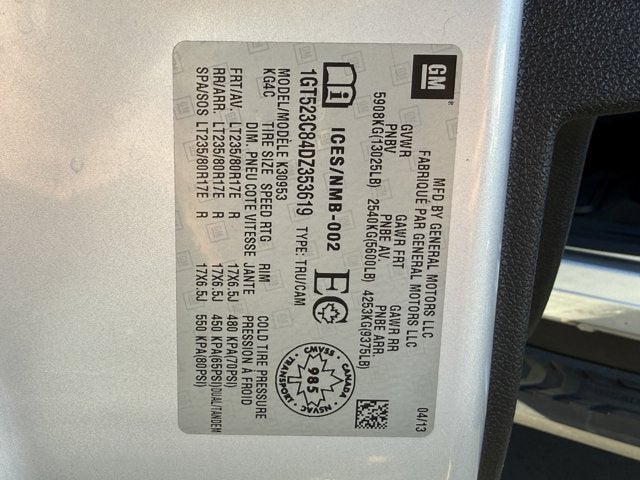 GM
MFD BY GENERAL MOTORS LLC
FABRIQUÉ PAR GENERAL MOTORS LLC
04/13
GVWR GAWR FRT GAWR RR
PNBV PNBE AV. PNBE ARR.
5908KG(13025LB) 2540KG(5600LB) 4253KG(9375LB)
ICES/NMB-002
EC
CMVSS
CANADA
985
TRANSPORT
NSVAC
1GT523C84DZ353619 TYPE: TRU/CAM
MODEL/MODÈLE K30953
KG4C
TIRE SIZE SPEED RTG RIM COLD TIRE PRESSURE
DIM. PNEU COTE VITESSE JANTE PRESSION À FROID
FRT/AV. LT235/80R17E R 17X6.5J 480 KPA(70PSI)
RR/ARR. LT235/80R17E R 17X6.5J 450 KPA(65PSI)DUAL/TANDEM
SPA/SOS LT235/80R17E R 17X6.5J 550 KPA(80PSI)